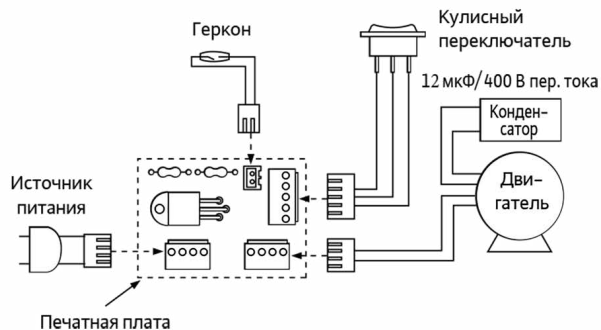 Геркон
Кулисный
переключатель
12 мкФ/400 В пер. тока
Конден-
сатор
Дви-
гатель
Источник
питания
Печатная плата